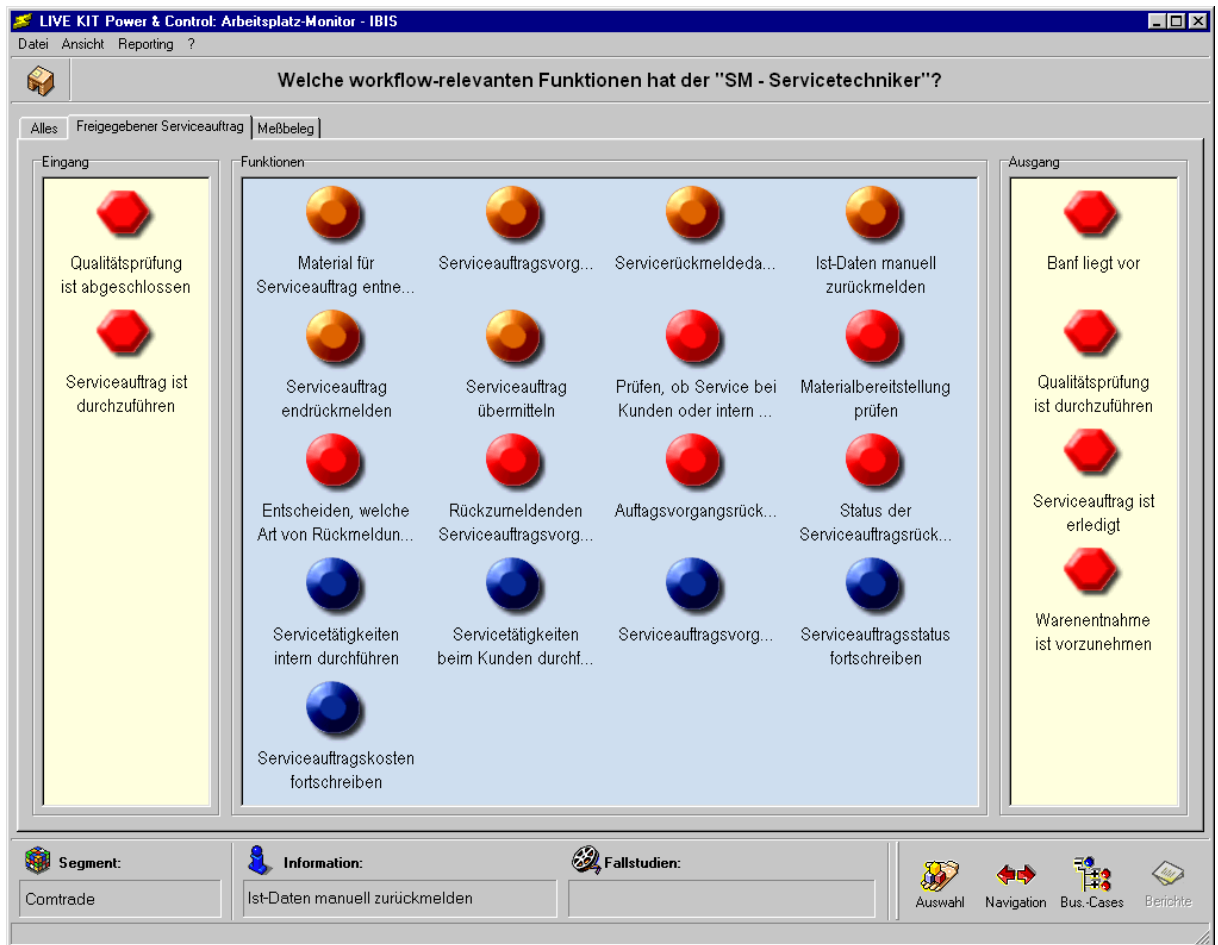 LIVE KIT Power & Control: Arbeitsplatz-Monitor - IBIS
Datei Ansicht Reporting ?
Welche workflow-relevanten Funktionen hat der "SM - Servicetechniker"?
Alles Freigegebener Serviceauftrag Meßbeleg
Eingang
Qualitätsprüfung
ist abgeschlossen
Serviceauftrag ist
durchzuführen
Funktionen
Material für
Serviceauftrag entne...
Serviceauftragsvorg...
Servicerückmeldeda...
Ist-Daten manuell
zurückmelden
Serviceauftrag
endrückmelden
Serviceauftrag
übermitteln
Prüfen, ob Service bei
Kunden oder intern ...
Materialbereitstellung
prüfen
Entscheiden, welche
Art von Rückmeldun...
Rückzumeldenden
Serviceauftragsvorg...
Auftagsvorgangsrück...
Status der
Serviceauftragsrück...
Servicetätigkeiten
intern durchführen
Servicetätigkeiten
beim Kunden durchf...
Serviceauftragsvorg...
Serviceauftragsstatus
fortschreiben
Serviceauftragskosten
fortschreiben
Ausgang
Banf liegt vor
Qualitätsprüfung
ist durchzuführen
Serviceauftrag ist
erledigt
Warenentnahme
ist vorzunehmen
Segment:
Comtrade
Information:
Ist-Daten manuell zurückmelden
Fallstudien:
Auswahl Navigation Bus.-Cases Berichte